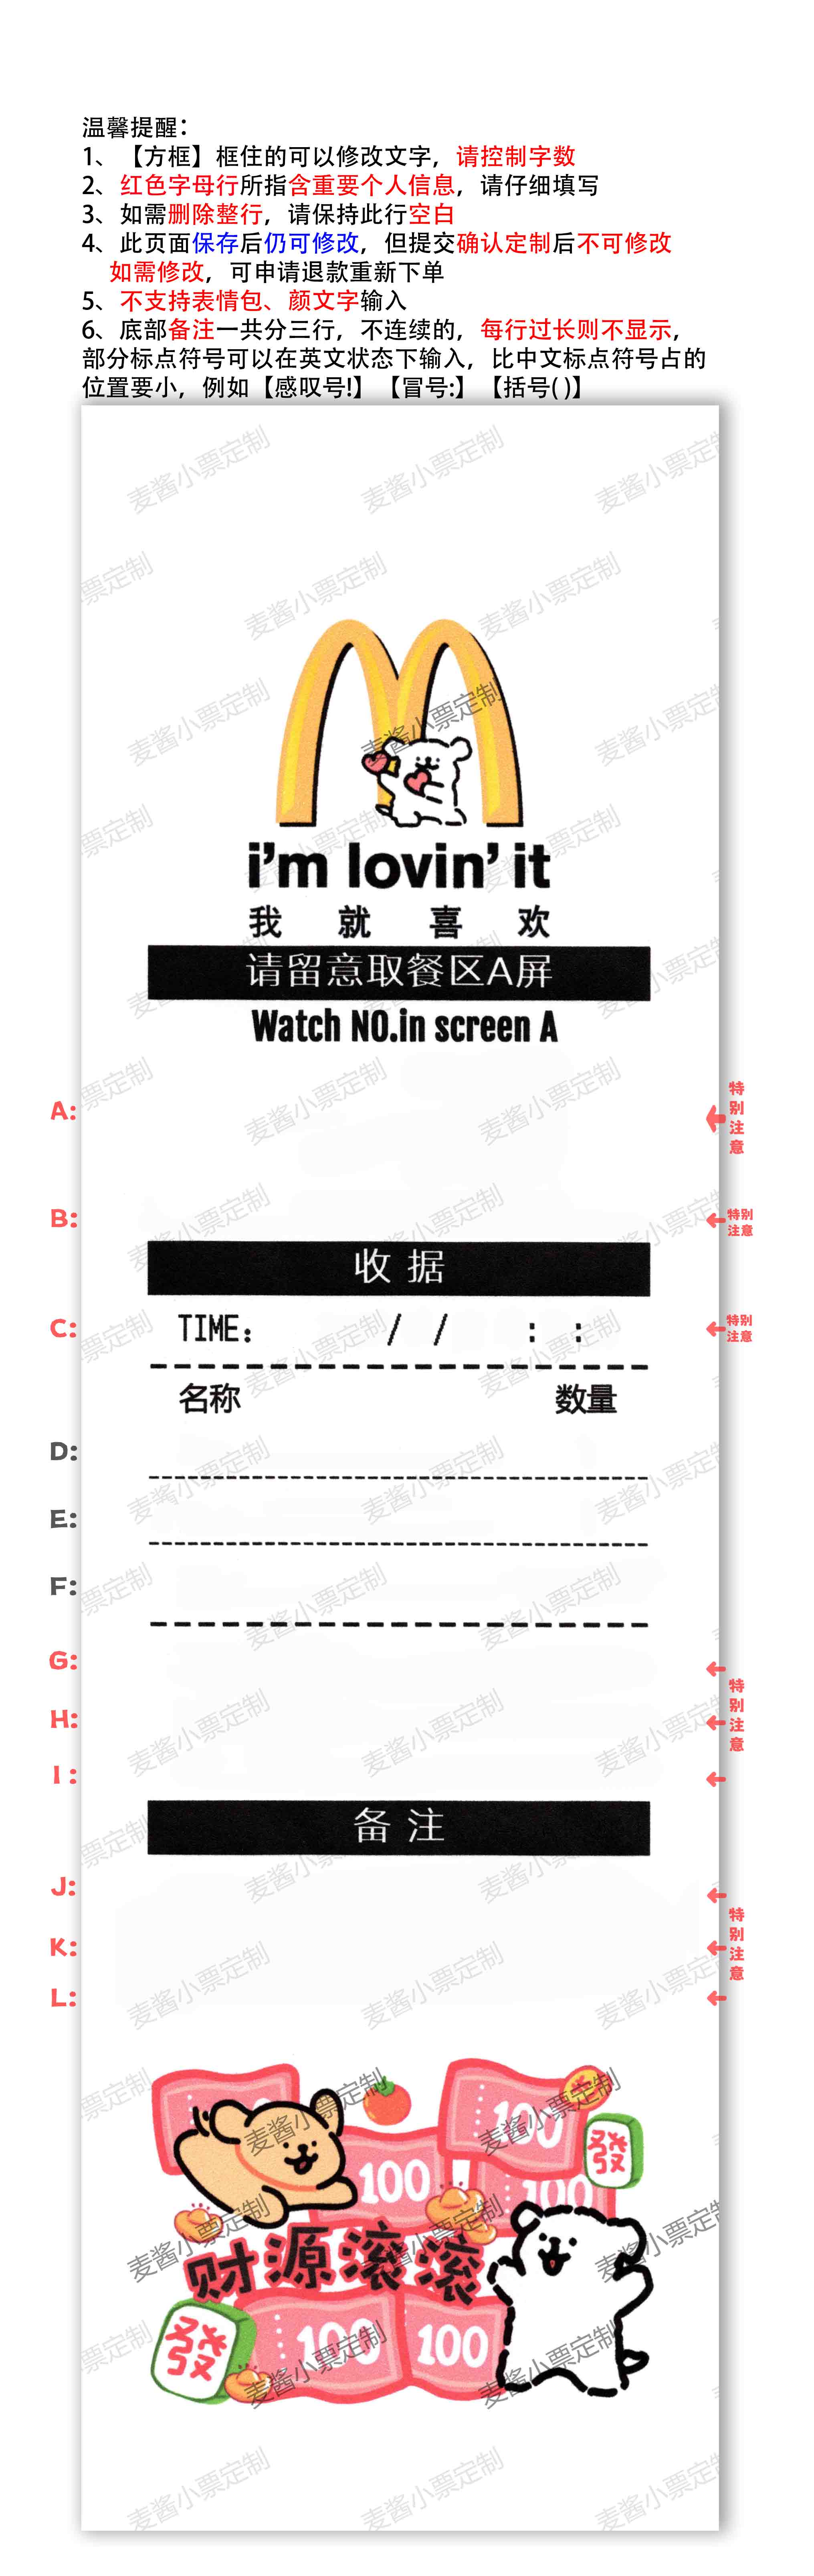 温馨提醒：
1、【方框】框住的可以修改文字，请控制字数
2、红色字母行所指含重要个人信息，请仔细填写
3、如需删除整行，请保持此行空白
4、此页面保存后仍可修改，但提交确认定制后不可修改
如需修改，可申请退款重新下单
5、不支持表情包、颜文字输入
6、底部备注一共分三行，不连续的，每行过长则不显示，
部分标点符号可以在英文状态下输入，比中文标点符号占的
位置要小，例如【感叹号!】【冒号:】【括号( )】
麦酱小票定制
i'm lovin' it
我就喜欢
请留意取餐区A屏
Watch NO.in screen A
A: 特别注意
B: 特别注意
收据
C: TIME: / / : : 特别注意
名称 数量
D:
E:
F:
G:
H: 特别注意
I:
备注
J:
K: 特别注意
L:
100
發
100
100
100
财源滚滚
發
100
100